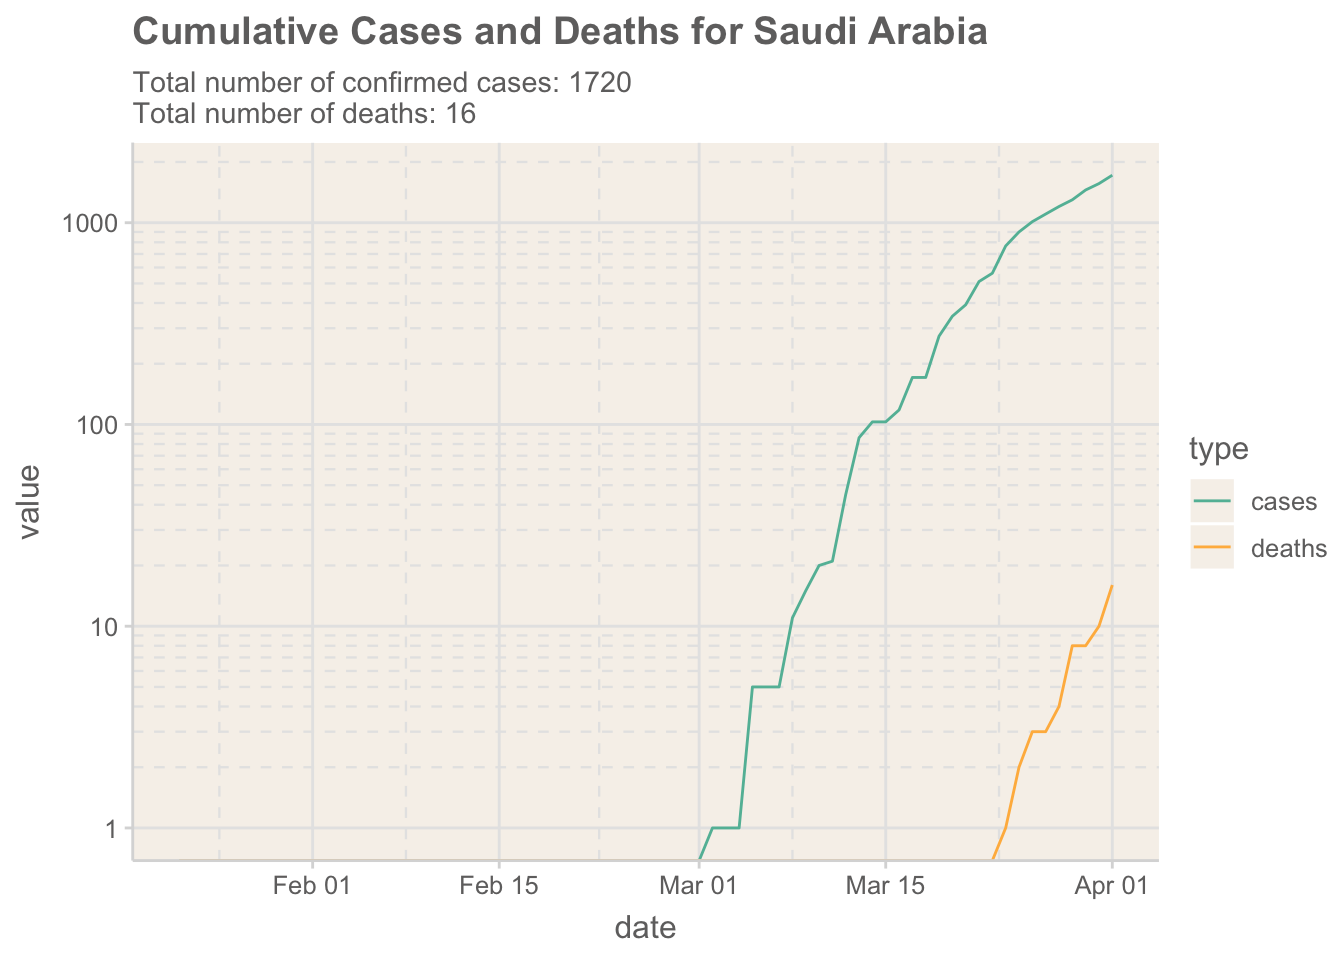 Cumulative Cases and Deaths for Saudi Arabia
Total number of confirmed cases: 1720
Total number of deaths: 16
value
1000
100
10
1
Feb 01
Feb 15
Mar 01
Mar 15
Apr 01
date
type
cases
deaths